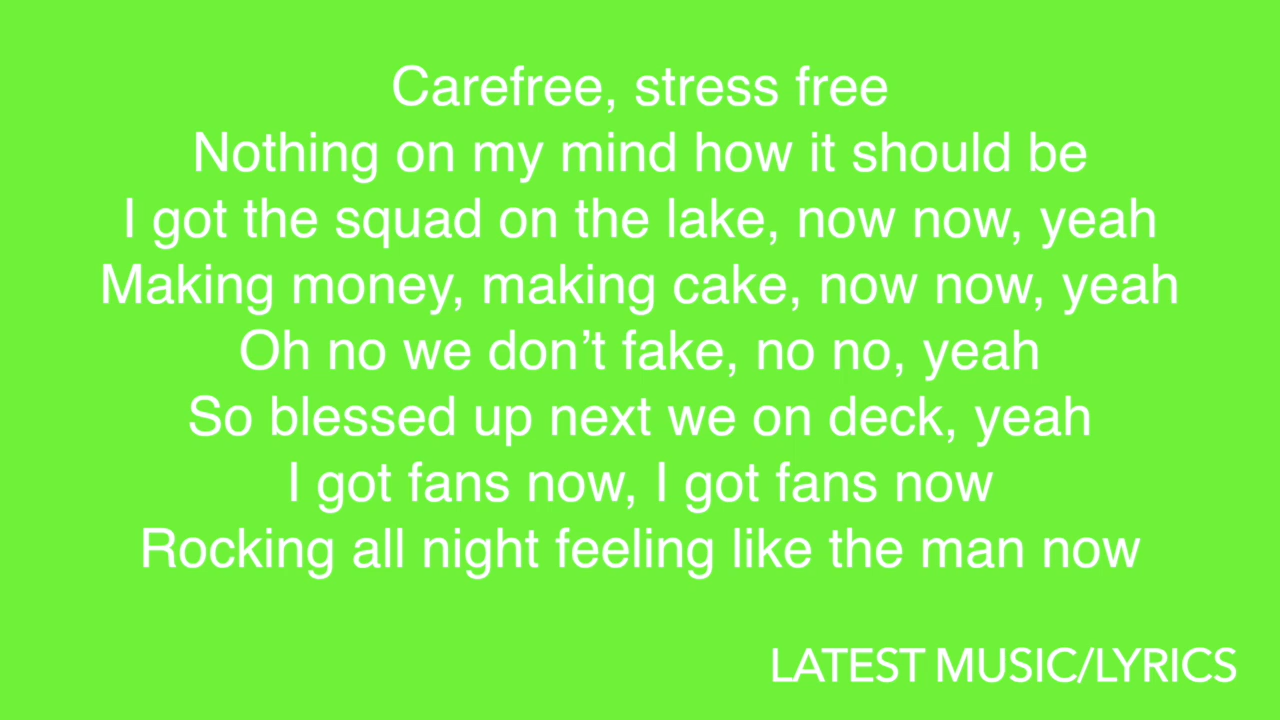 Carefree, stress free
Nothing on my mind how it should be
I got the squad on the lake, now now, yeah
Making money, making cake, now now, yeah
Oh no we don’t fake, no no, yeah
So blessed up next we on deck, yeah
I got fans now, I got fans now
Rocking all night feeling like the man now
LATEST MUSIC/LYRICS